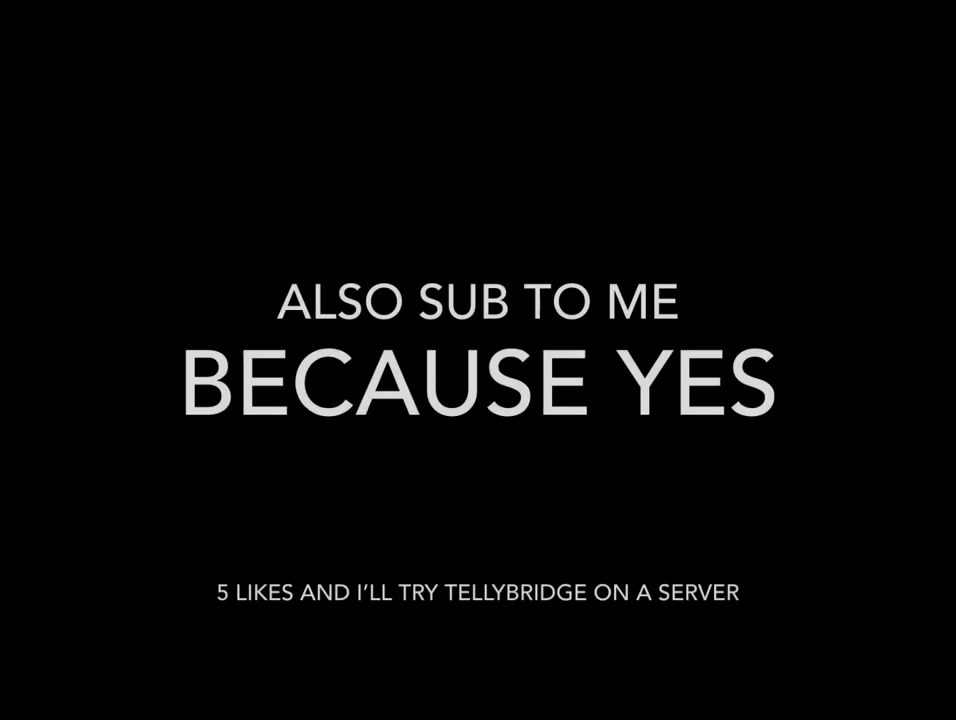 ALSO SUB TO ME
BECAUSE YES
5 LIKES AND I’LL TRY TELLYBRIDGE ON A SERVER